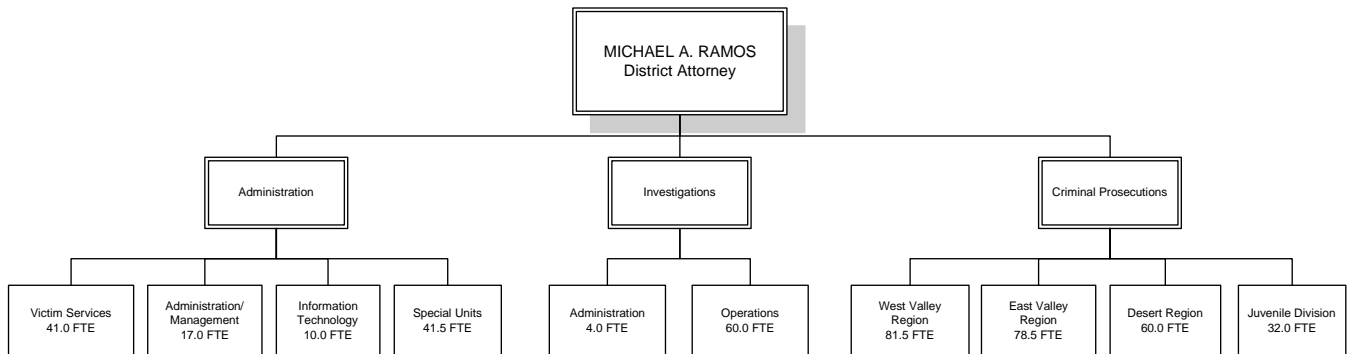 MICHAEL A. RAMOS
District Attorney
Administration
Investigations
Criminal Prosecutions
Victim Services
41.0 FTE
Administration/
Management
17.0 FTE
Information
Technology
10.0 FTE
Special Units
41.5 FTE
Administration
4.0 FTE
Operations
60.0 FTE
West Valley
Region
81.5 FTE
East Valley
Region
78.5 FTE
Desert Region
60.0 FTE
Juvenile Division
32.0 FTE